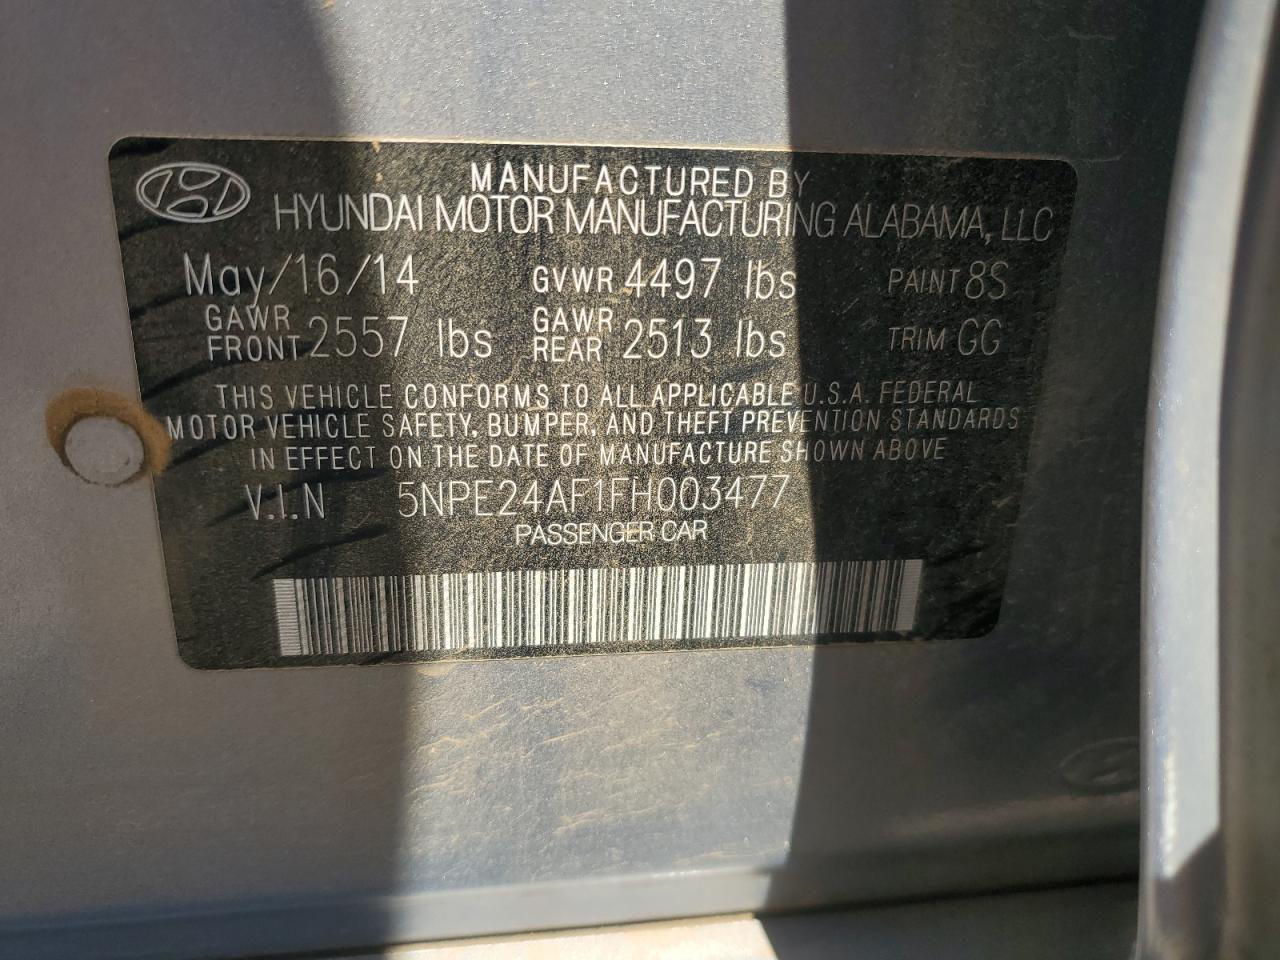 MANUFACTURED BY
HYUNDAI MOTOR MANUFACTURING ALABAMA, LLC
May/16/14 GVWR 4497 lbs PAINT 8S
GAWR FRONT 2557 lbs GAWR REAR 2513 lbs TRIM GG
THIS VEHICLE CONFORMS TO ALL APPLICABLE U.S.A. FEDERAL
MOTOR VEHICLE SAFETY, BUMPER, AND THEFT PREVENTION STANDARDS
IN EFFECT ON THE DATE OF MANUFACTURE SHOWN ABOVE
V.I.N 5NPE24AF1FH003477
PASSENGER CAR